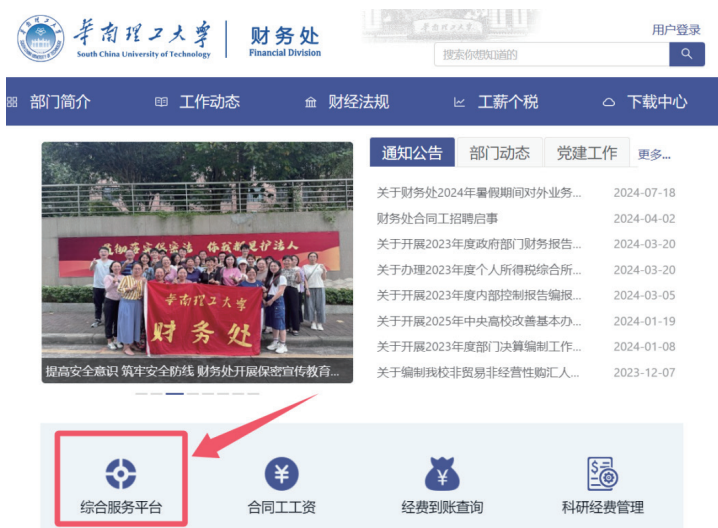 华南理工大学
South China University of Technology
财务处
Financial Division
用户登录
搜索你想知道的
部门简介
工作动态
财经法规
工薪个税
下载中心
华南理工大学
财务处
提高安全意识 筑牢安全防线 财务处开展保密宣传教育...
通知公告
部门动态
党建工作
更多...
关于财务处2024年暑假期间对外业务... 2024-07-18
财务处合同工招聘启事 2024-04-02
关于开展2023年度政府部门财务报告... 2024-03-20
关于办理2023年度个人所得税综合所... 2024-03-20
关于开展2023年度内部控制报告编报... 2024-03-05
关于开展2025年中央高校改善基本办... 2024-01-19
关于开展2023年度部门决算编制工作... 2024-01-08
关于编制我校非贸易非经营性购汇人... 2023-12-07
综合服务平台
合同工工资
经费到账查询
科研经费管理